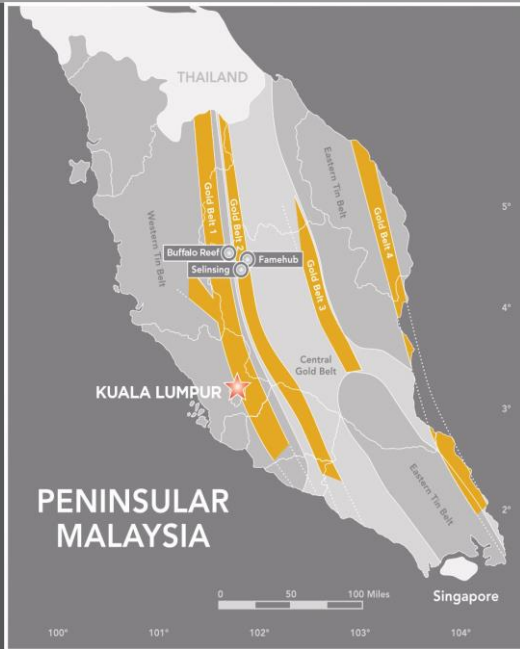 THAILAND
Gold Belt 1
Gold Belt 2
Eastern Tin Belt
Gold Belt 4
5°
Western Tin Belt
Buffalo Reef
Famehub
Selinsing
Gold Belt 3
4°
Central
Gold Belt
KUALA LUMPUR
3°
Eastern Tin Belt
PENINSULAR
MALAYSIA
2°
Singapore
0 50 100 Miles
100° 101° 102° 103° 104°